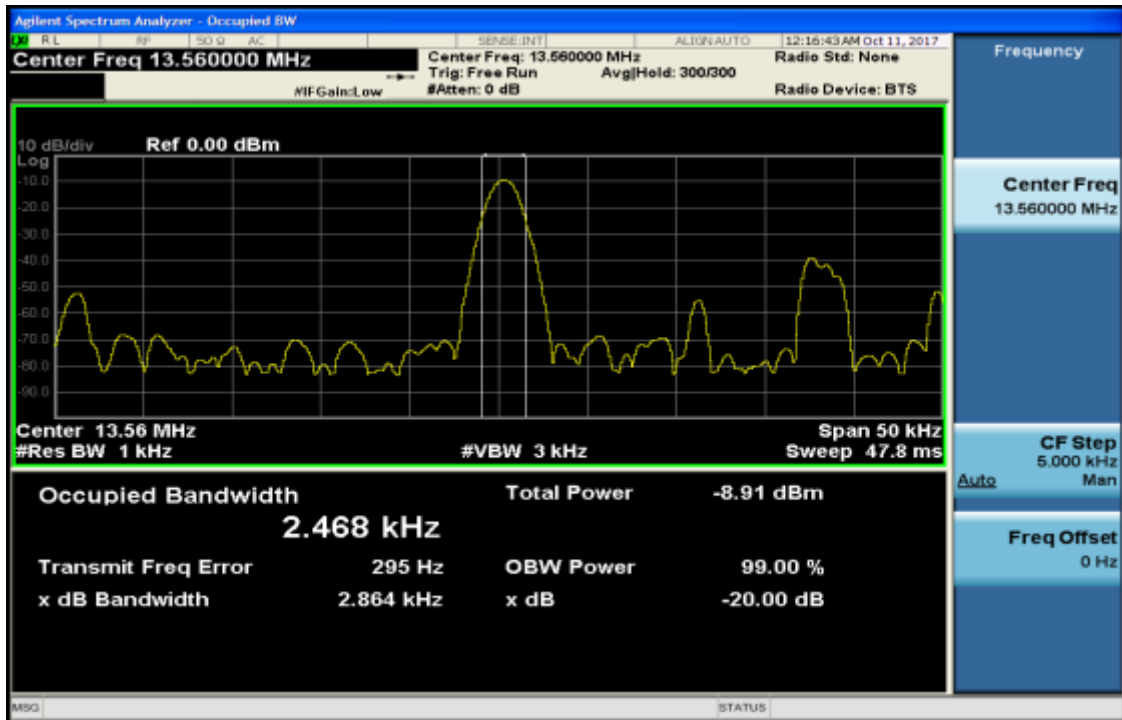 Agilent Spectrum Analyzer - Occupied BW
RL RF 50 Ω AC SENSE:INT ALIGN AUTO 12:16:43 AM Oct 11, 2017
Center Freq 13.560000 MHz
Center Freq: 13.560000 MHz Radio Std: None
Trig: Free Run Avg|Hold: 300/300
#IFGain:Low #Atten: 0 dB Radio Device: BTS
10 dB/div Ref 0.00 dBm
Log
-10.0
-20.0
-30.0
-40.0
-50.0
-60.0
-70.0
-80.0
-90.0
Center 13.56 MHz Span 50 kHz
#Res BW 1 kHz #VBW 3 kHz Sweep 47.8 ms
Occupied Bandwidth Total Power -8.91 dBm
2.468 kHz
Transmit Freq Error 295 Hz OBW Power 99.00 %
x dB Bandwidth 2.864 kHz x dB -20.00 dB
MSG STATUS
Frequency
Center Freq
13.560000 MHz
CF Step
5.000 kHz
Auto Man
Freq Offset
0 Hz